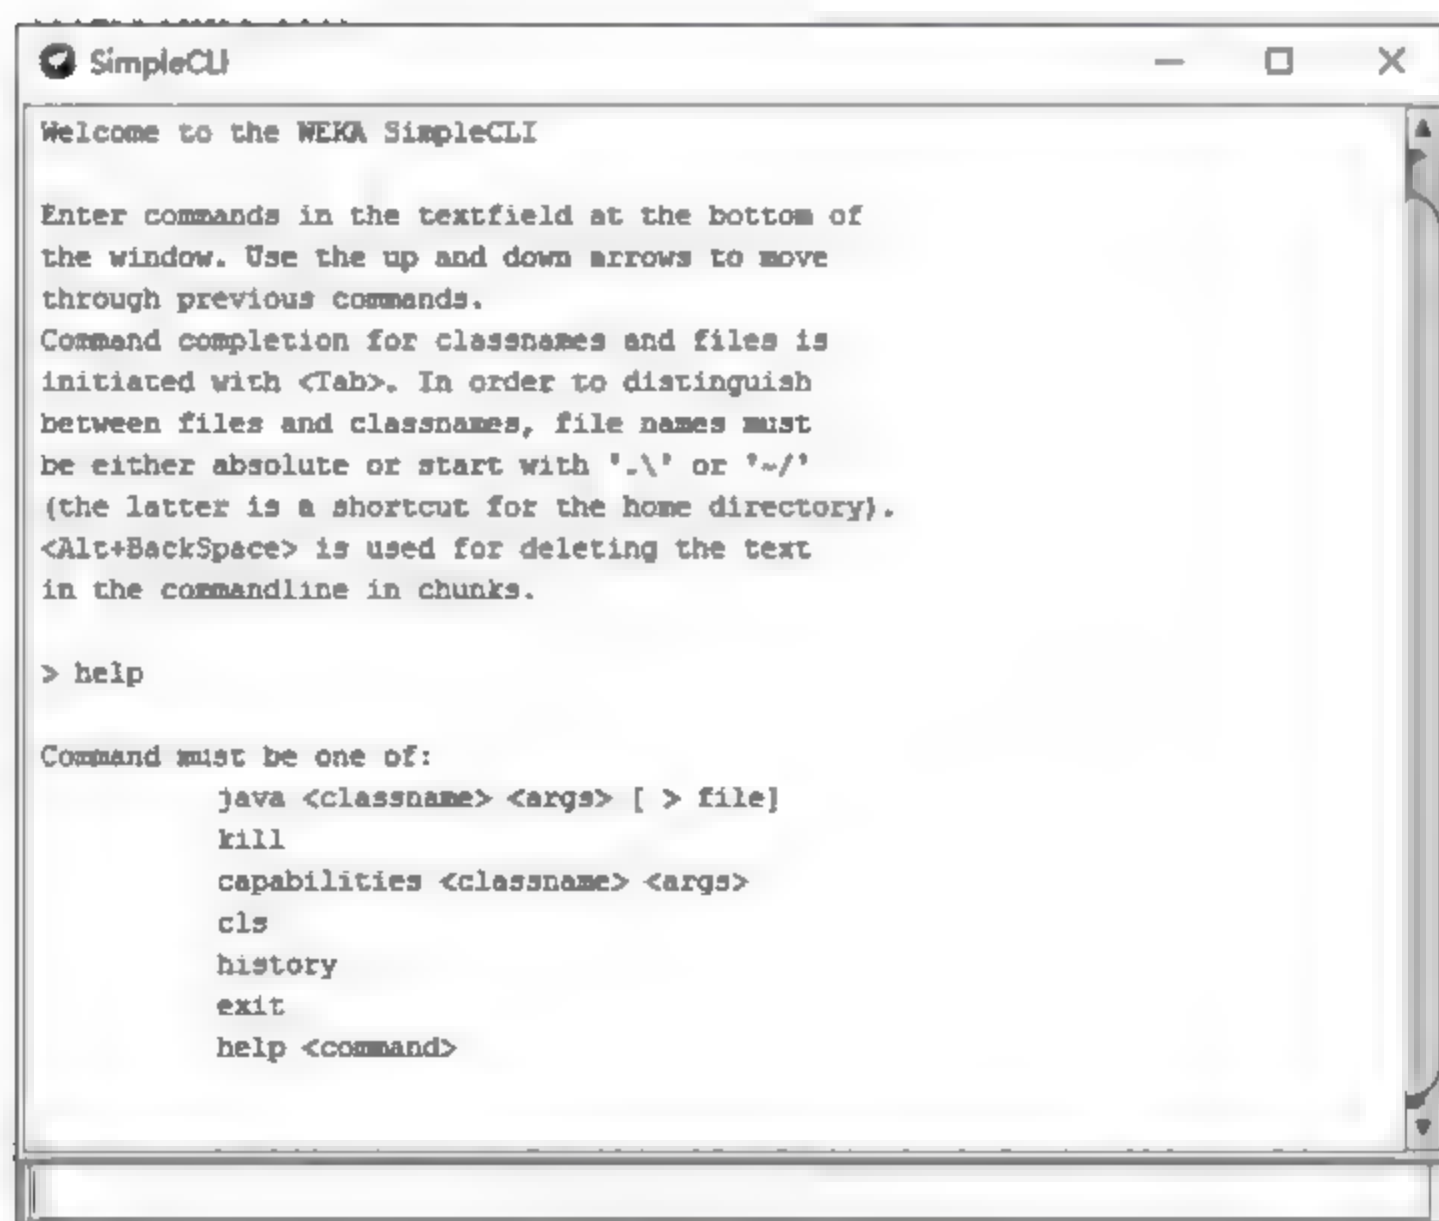 SimpleCLI
Welcome to the WEKA SimpleCLI
Enter commands in the textfield at the bottom of
the window. Use the up and down arrows to move
through previous commands.
Command completion for classnames and files is
initiated with <Tab>. In order to distinguish
between files and classnames, file names must
be either absolute or start with '.\' or '~/'
(the latter is a shortcut for the home directory).
<Alt+BackSpace> is used for deleting the text
in the commandline in chunks.
> help
Command must be one of:
java <classname> <args> [ > file]
kill
capabilities <classname> <args>
cls
history
exit
help <command>